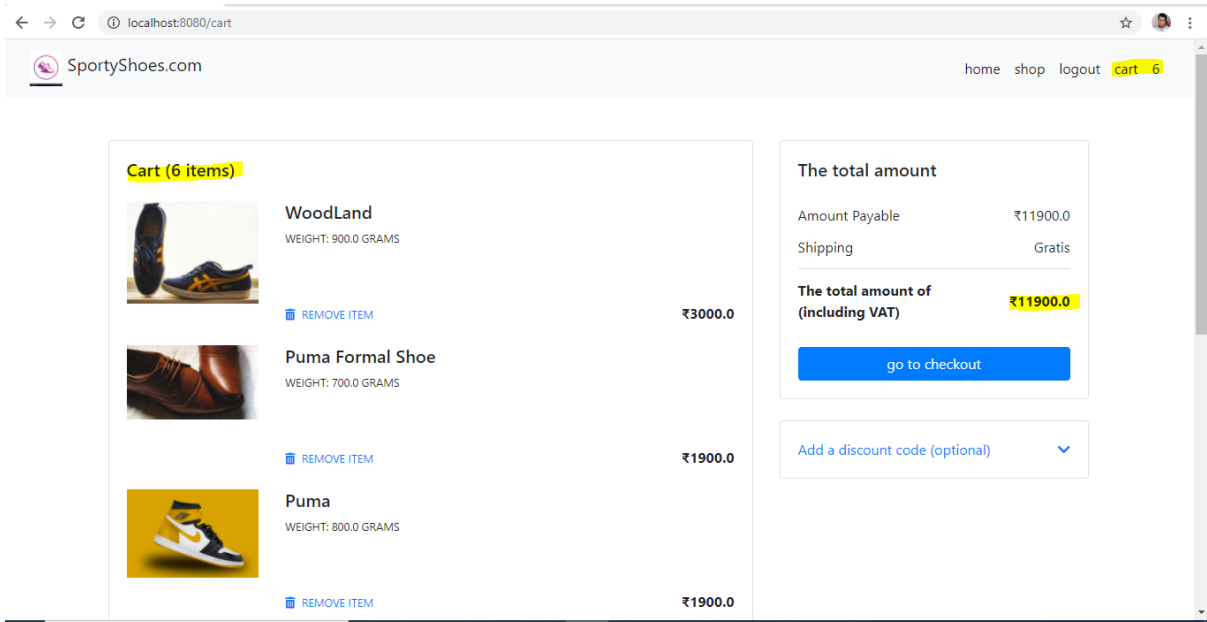 localhost:8080/cart
SportyShoes.com
home shop logout cart 6
Cart (6 items)
WoodLand
WEIGHT: 900.0 GRAMS
REMOVE ITEM ₹3000.0
Puma Formal Shoe
WEIGHT: 700.0 GRAMS
REMOVE ITEM ₹1900.0
Puma
WEIGHT: 800.0 GRAMS
REMOVE ITEM ₹1900.0
The total amount
Amount Payable ₹11900.0
Shipping Gratis
The total amount of
(including VAT) ₹11900.0
go to checkout
Add a discount code (optional)